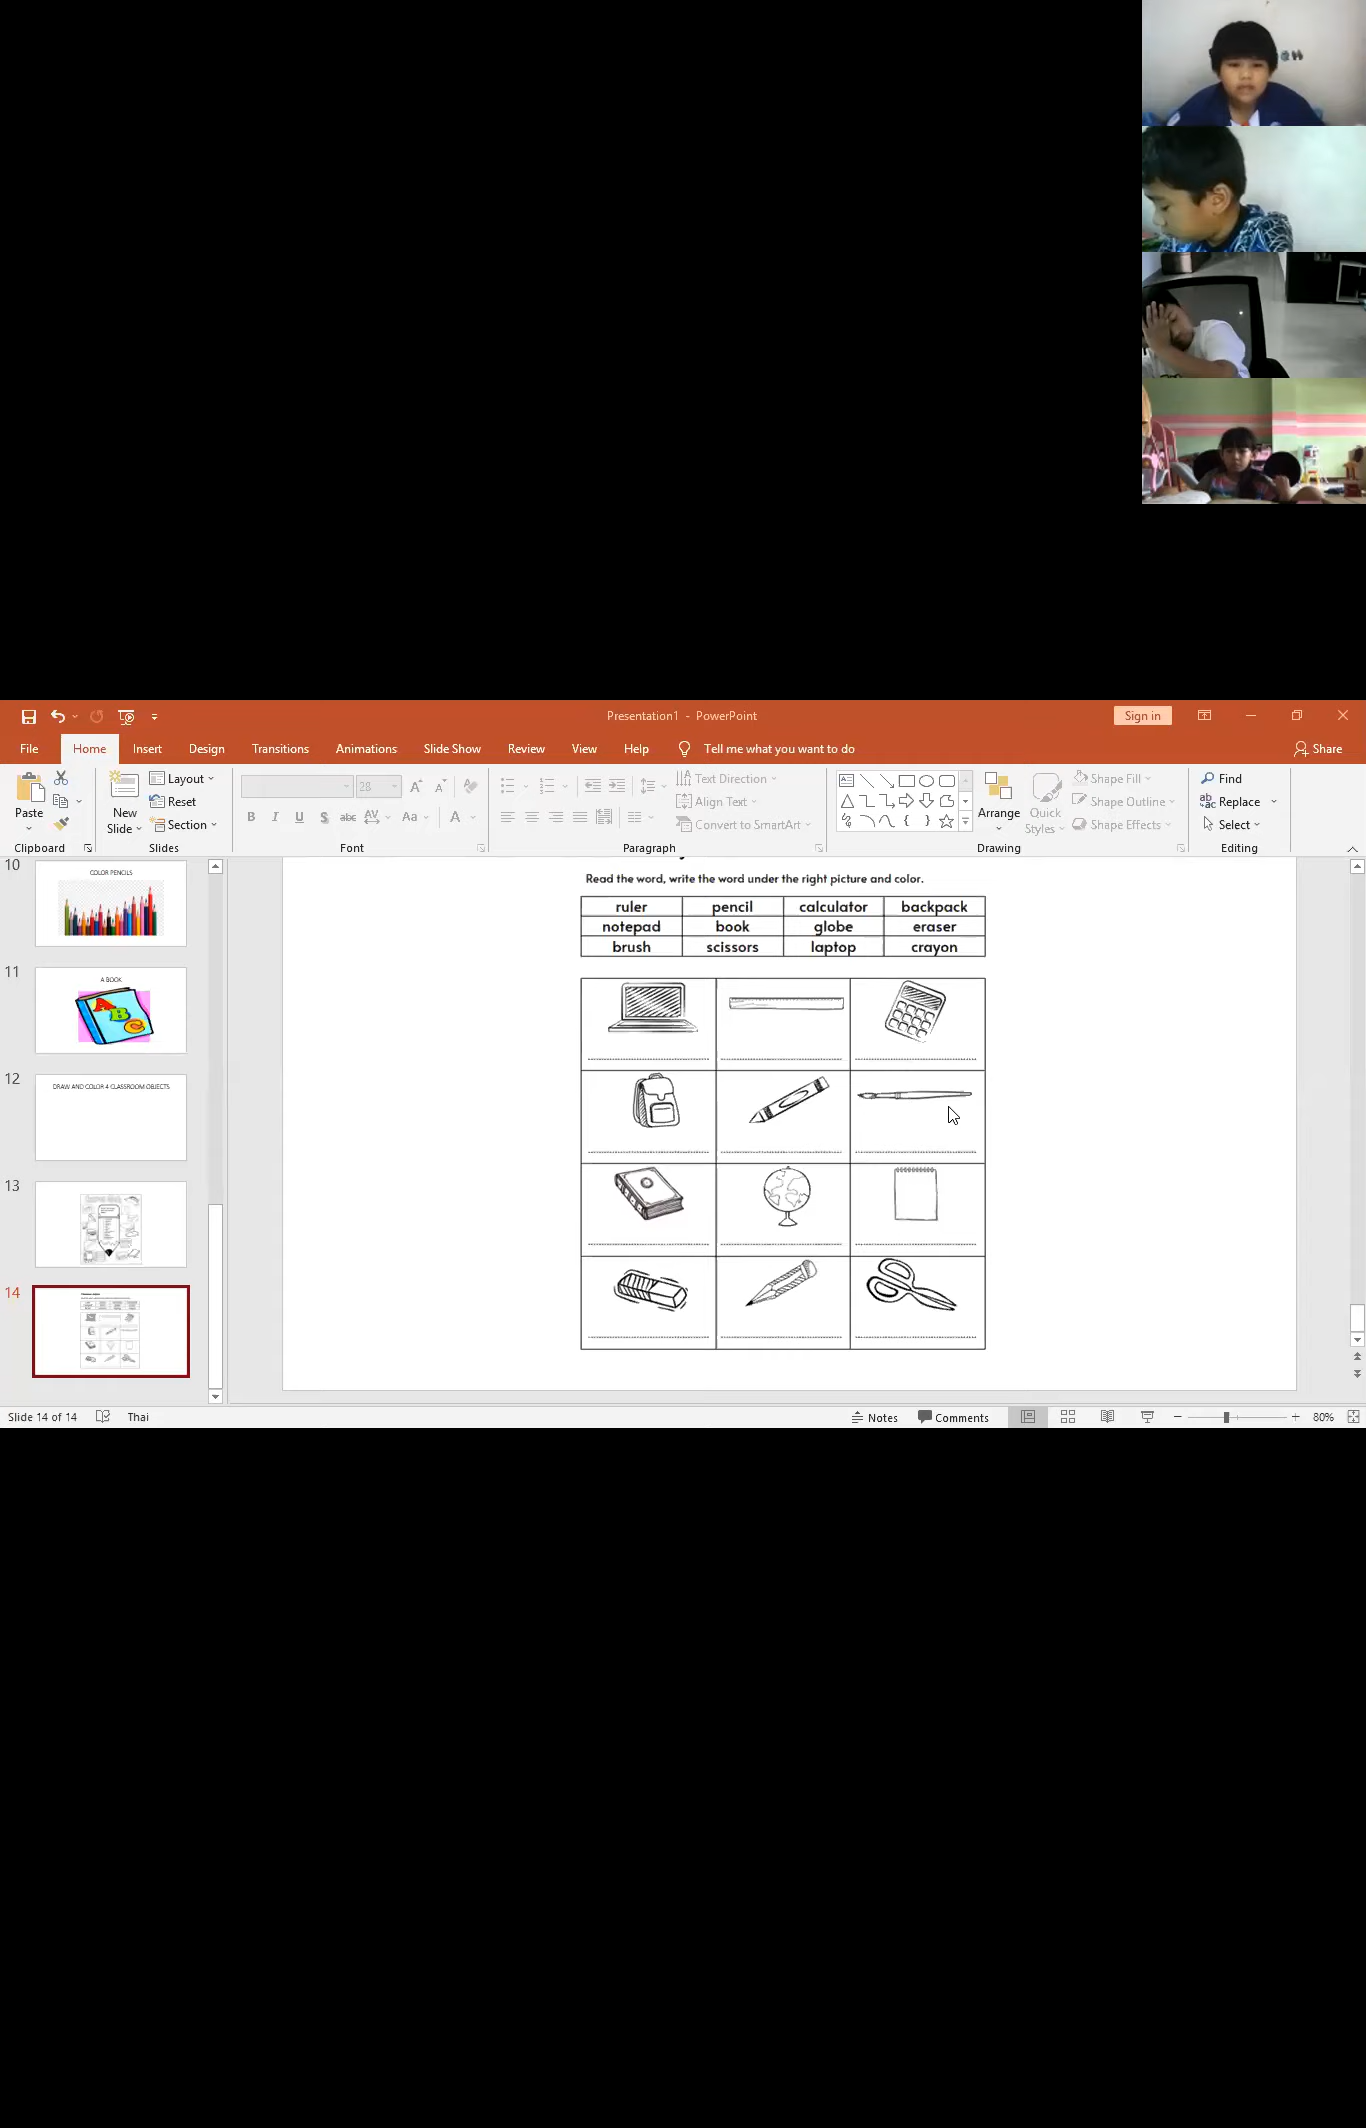 Presentation1 - PowerPoint
Sign in
File Home Insert Design Transitions Animations Slide Show Review View Help Tell me what you want to do Share
Paste
Clipboard
New Slide
Layout
Reset
Section
Slides
28
B I U S abc AV Aa A
Font
Text Direction
Align Text
Convert to SmartArt
Paragraph
Arrange
Quick Styles
Shape Fill
Shape Outline
Shape Effects
Drawing
Find
Replace
Select
Editing
10
COLOR PENCILS
11
A BOOK
A B C
12
DRAW AND COLOR 4 CLASSROOM OBJECTS
13
14
Read the word, write the word under the right picture and color.
ruler pencil calculator backpack
notepad book globe eraser
brush scissors laptop crayon
Slide 14 of 14 Thai Notes Comments 80%